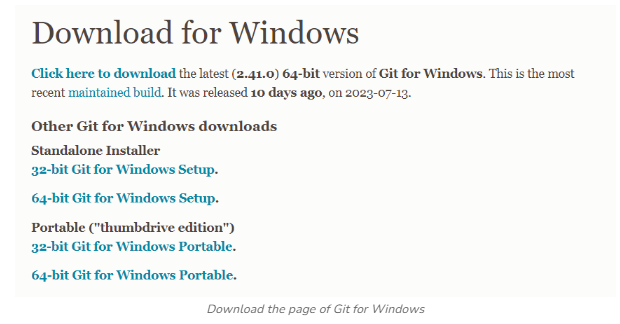 Download for Windows
Click here to download the latest (2.41.0) 64-bit version of Git for Windows. This is the most
recent maintained build. It was released 10 days ago, on 2023-07-13.
Other Git for Windows downloads
Standalone Installer
32-bit Git for Windows Setup.
64-bit Git for Windows Setup.
Portable ("thumbdrive edition")
32-bit Git for Windows Portable.
64-bit Git for Windows Portable.
Download the page of Git for Windows